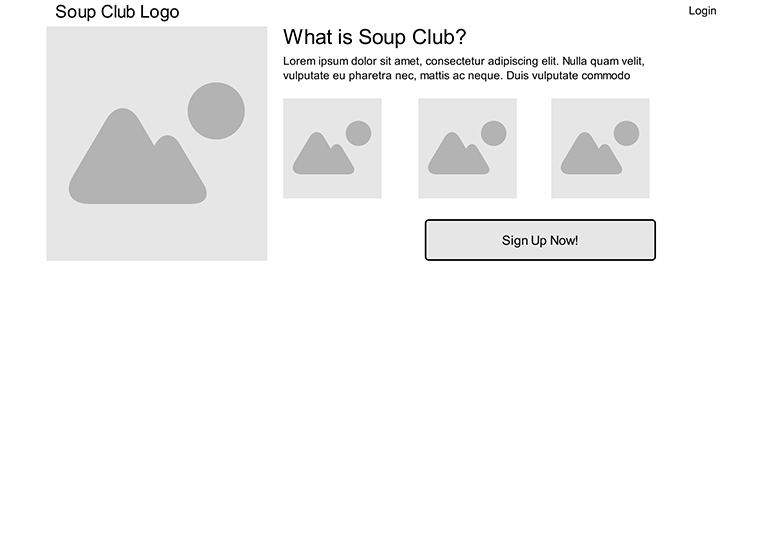 Soup Club Logo
Login
What is Soup Club?
Lorem ipsum dolor sit amet, consectetur adipiscing elit. Nulla quam velit,
vulputate eu pharetra nec, mattis ac neque. Duis vulputate commodo
Sign Up Now!